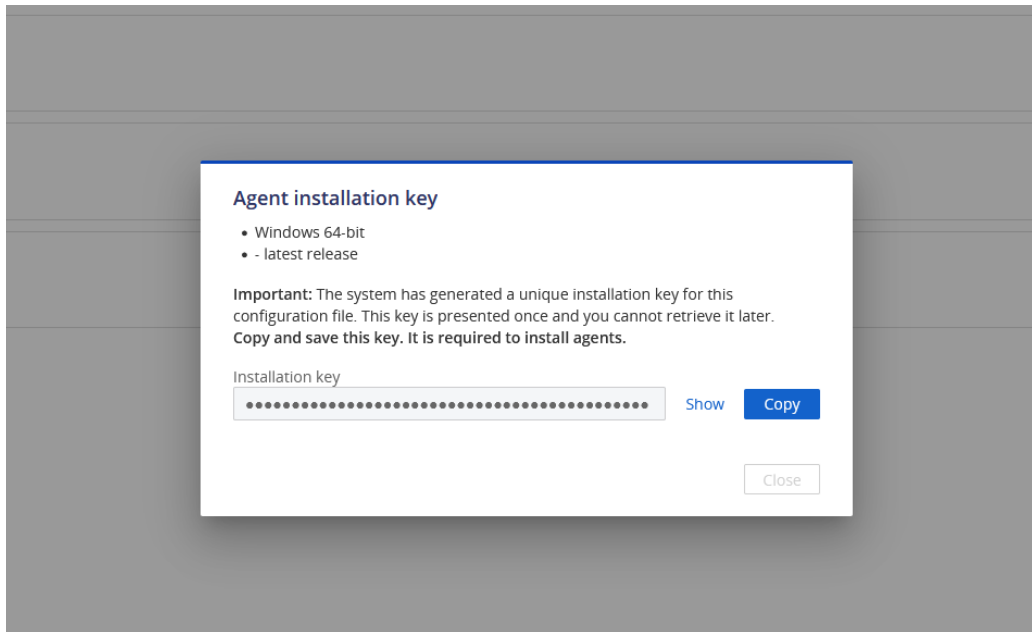 Agent installation key
• Windows 64-bit
• - latest release
Important: The system has generated a unique installation key for this
configuration file. This key is presented once and you cannot retrieve it later.
Copy and save this key. It is required to install agents.
Installation key
●●●●●●●●●●●●●●●●●●●●●●●●●●●●●●●●●●●●●●●●●●●● Show Copy
Close